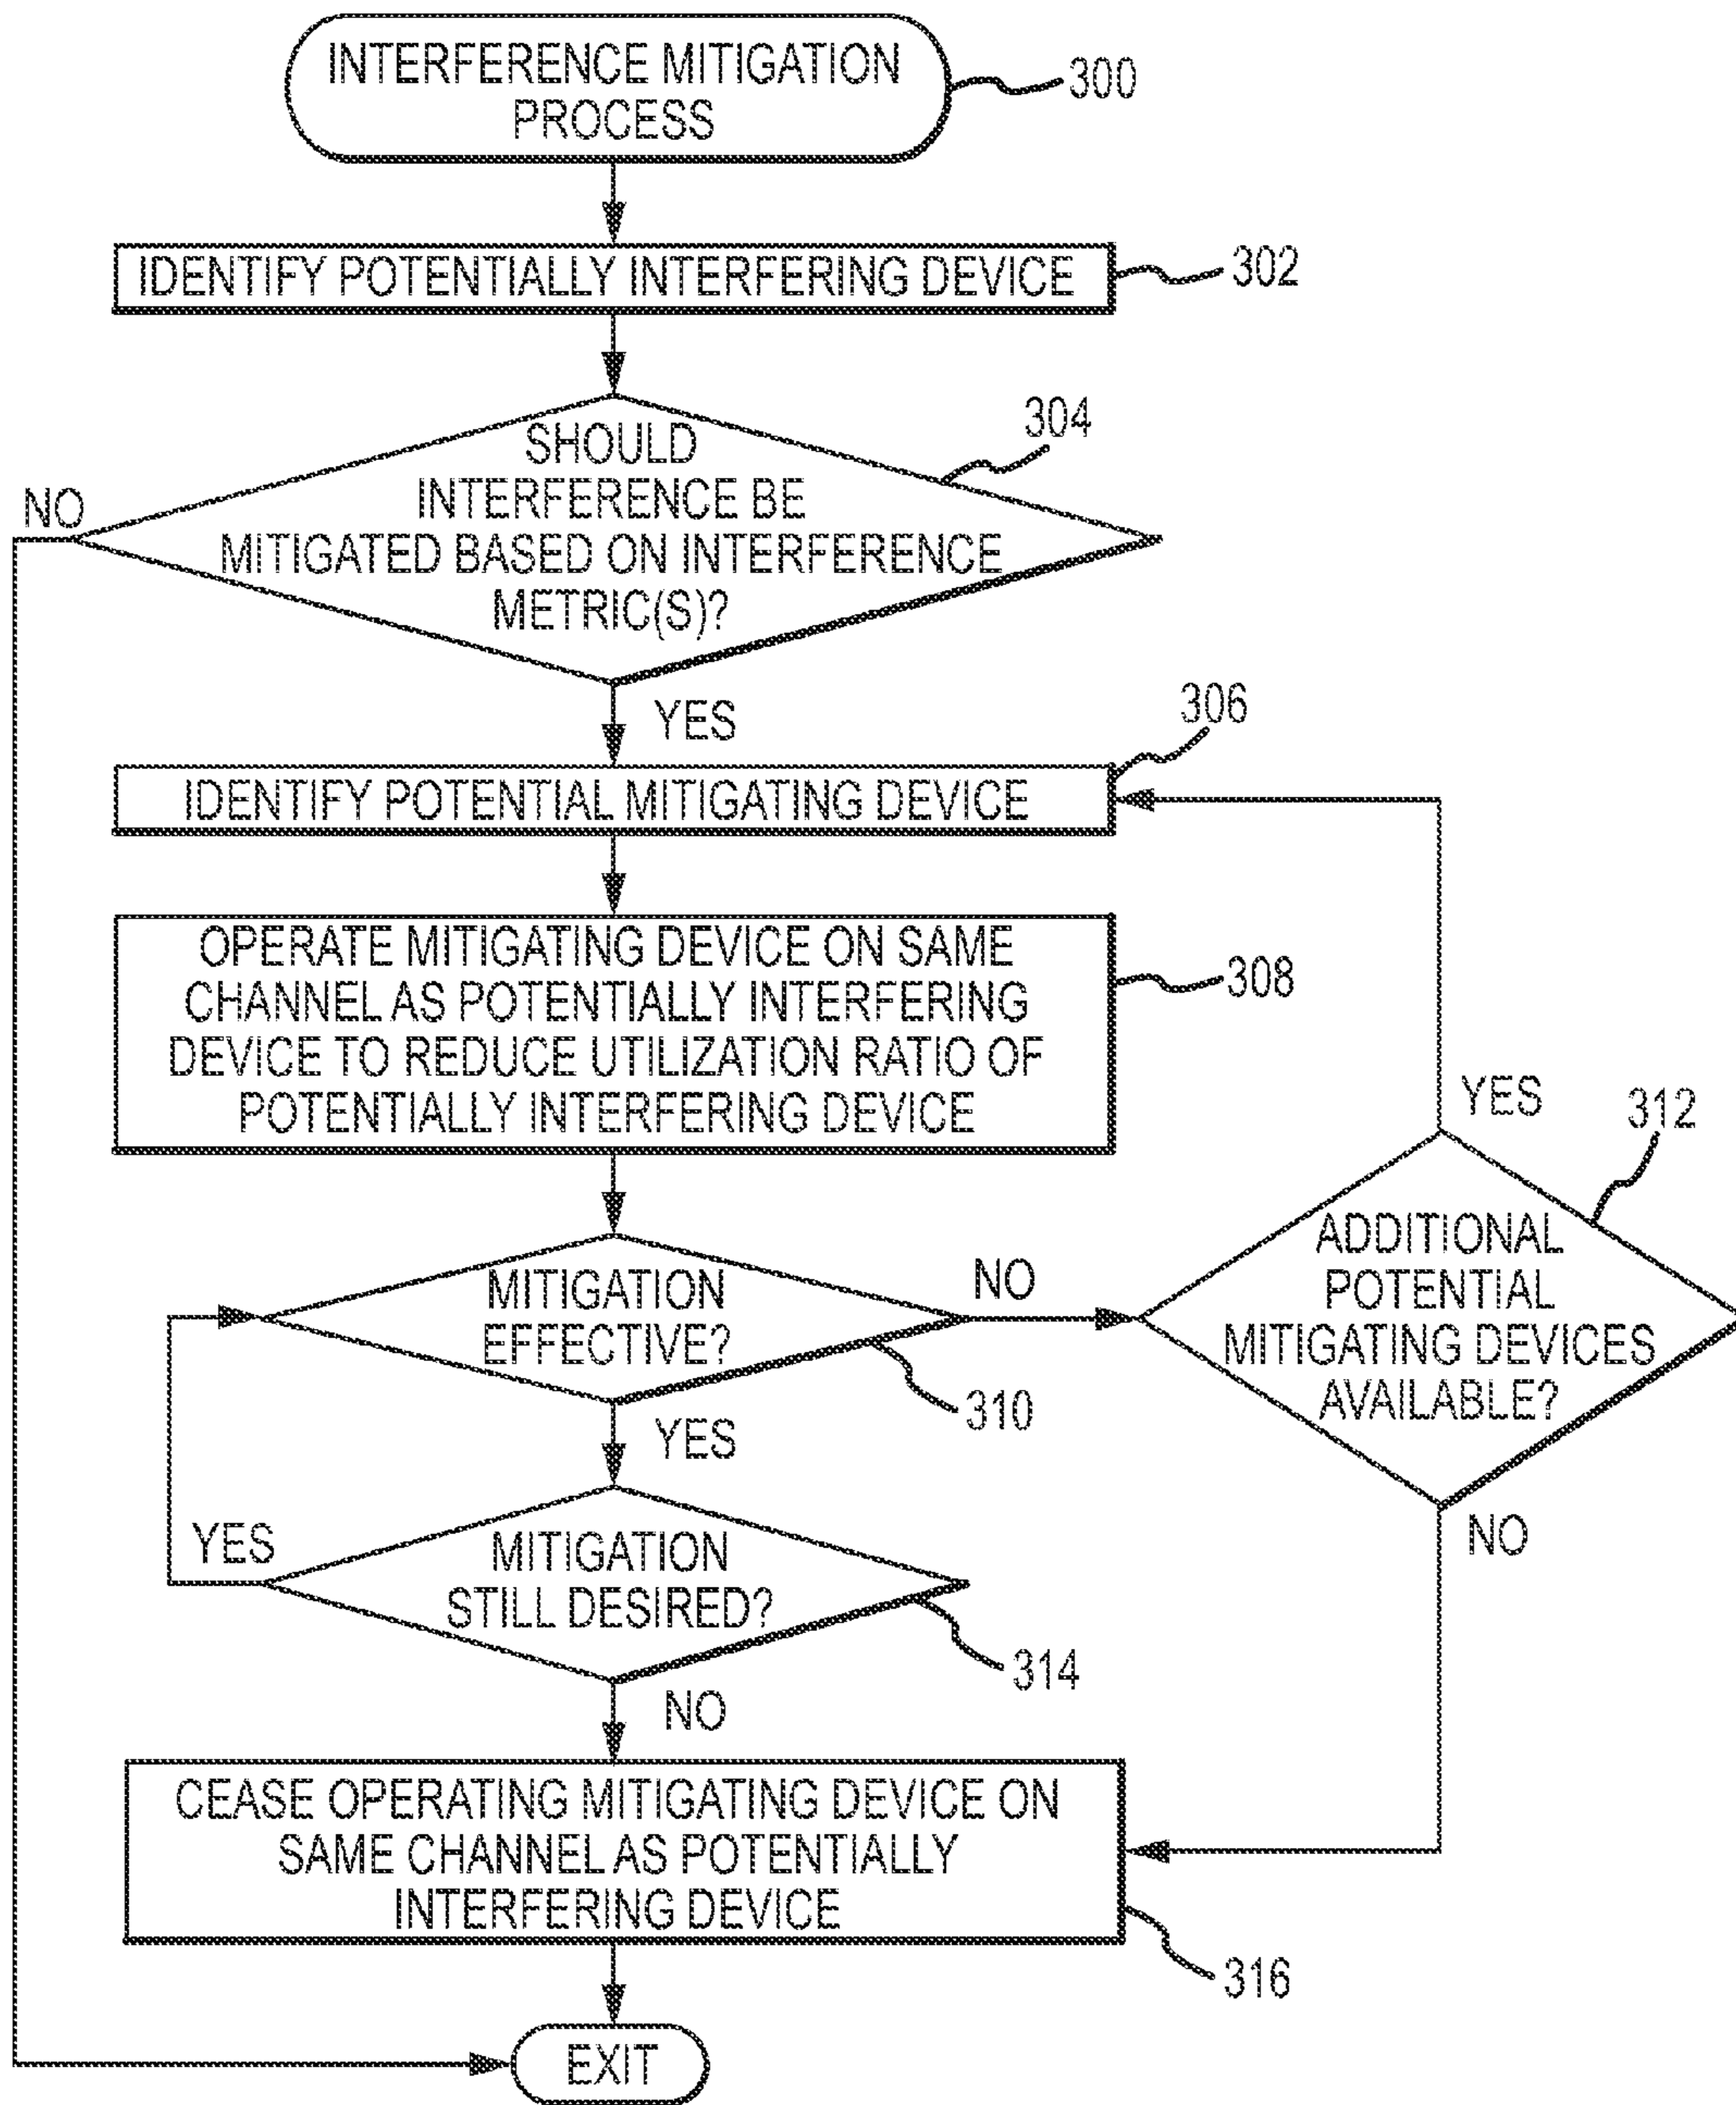 INTERFERENCE MITIGATION
PROCESS
300
IDENTIFY POTENTIALLY INTERFERING DEVICE
302
304
SHOULD
INTERFERENCE BE
MITIGATED BASED ON INTERFERENCE
METRIC(S)?
NO
YES
306
IDENTIFY POTENTIAL MITIGATING DEVICE
OPERATE MITIGATING DEVICE ON SAME
CHANNEL AS POTENTIALLY INTERFERING
DEVICE TO REDUCE UTILIZATION RATIO OF
POTENTIALLY INTERFERING DEVICE
308
MITIGATION
EFFECTIVE?
NO
310
YES
YES
312
ADDITIONAL
POTENTIAL
MITIGATING DEVICES
AVAILABLE?
NO
YES
MITIGATION
STILL DESIRED?
314
NO
CEASE OPERATING MITIGATING DEVICE ON
SAME CHANNEL AS POTENTIALLY
INTERFERING DEVICE
316
EXIT